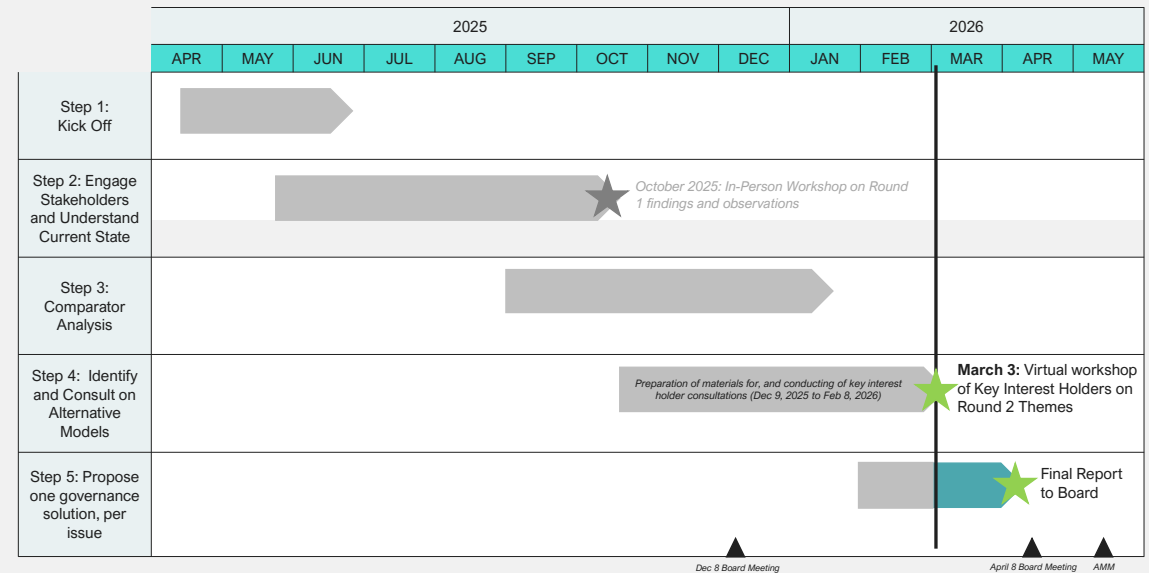 2025
2026
APR
MAY
JUN
JUL
AUG
SEP
OCT
NOV
DEC
JAN
FEB
MAR
APR
MAY
Step 1:
Kick Off
Step 2: Engage
Stakeholders
and Understand
Current State
October 2025: In-Person Workshop on Round
1 findings and observations
Step 3:
Comparator
Analysis
Step 4: Identify
and Consult on
Alternative
Models
Preparation of materials for, and conducting of key interest
holder consultations (Dec 9, 2025 to Feb 8, 2026)
March 3: Virtual workshop
of Key Interest Holders on
Round 2 Themes
Step 5: Propose
one governance
solution, per
issue
Final Report
to Board
Dec 8 Board Meeting
April 8 Board Meeting
AMM